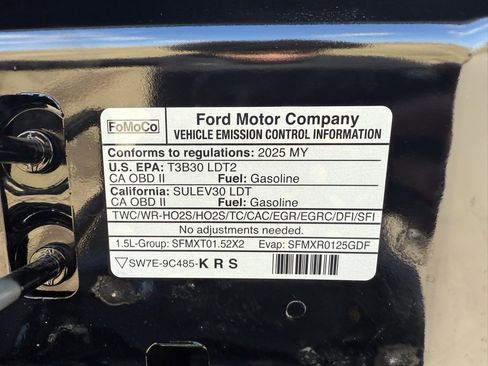 FoMoCo
Ford Motor Company
VEHICLE EMISSION CONTROL INFORMATION
Conforms to regulations: 2025 MY
U.S. EPA: T3B30 LDT2
CA OBD II Fuel: Gasoline
California: SULEV30 LDT
CA OBD II Fuel: Gasoline
TWC/WR-HO2S/HO2S/TC/CAC/EGR/EGRC/DFI/SFI
No adjustments needed.
1.5L-Group: SFMXT01.52X2 Evap: SFMXR0125GDF
SW7E-9C485-KRS